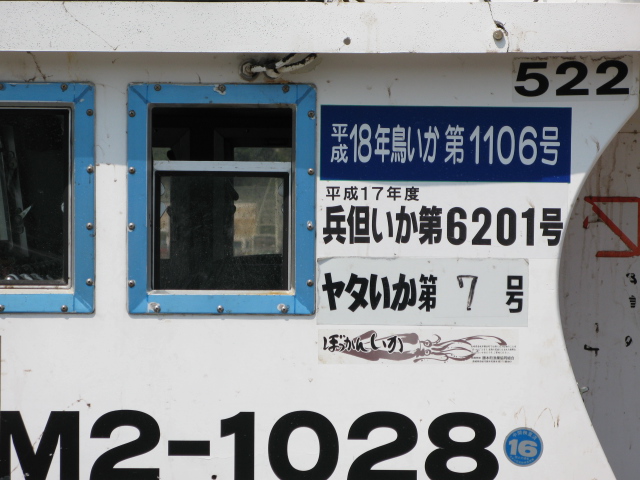 522
平成18年鳥いか 第1106号
平成17年度
兵但いか第6201号
ヤタいか第 7 号
ぼっかんしいか
M2-1028
16